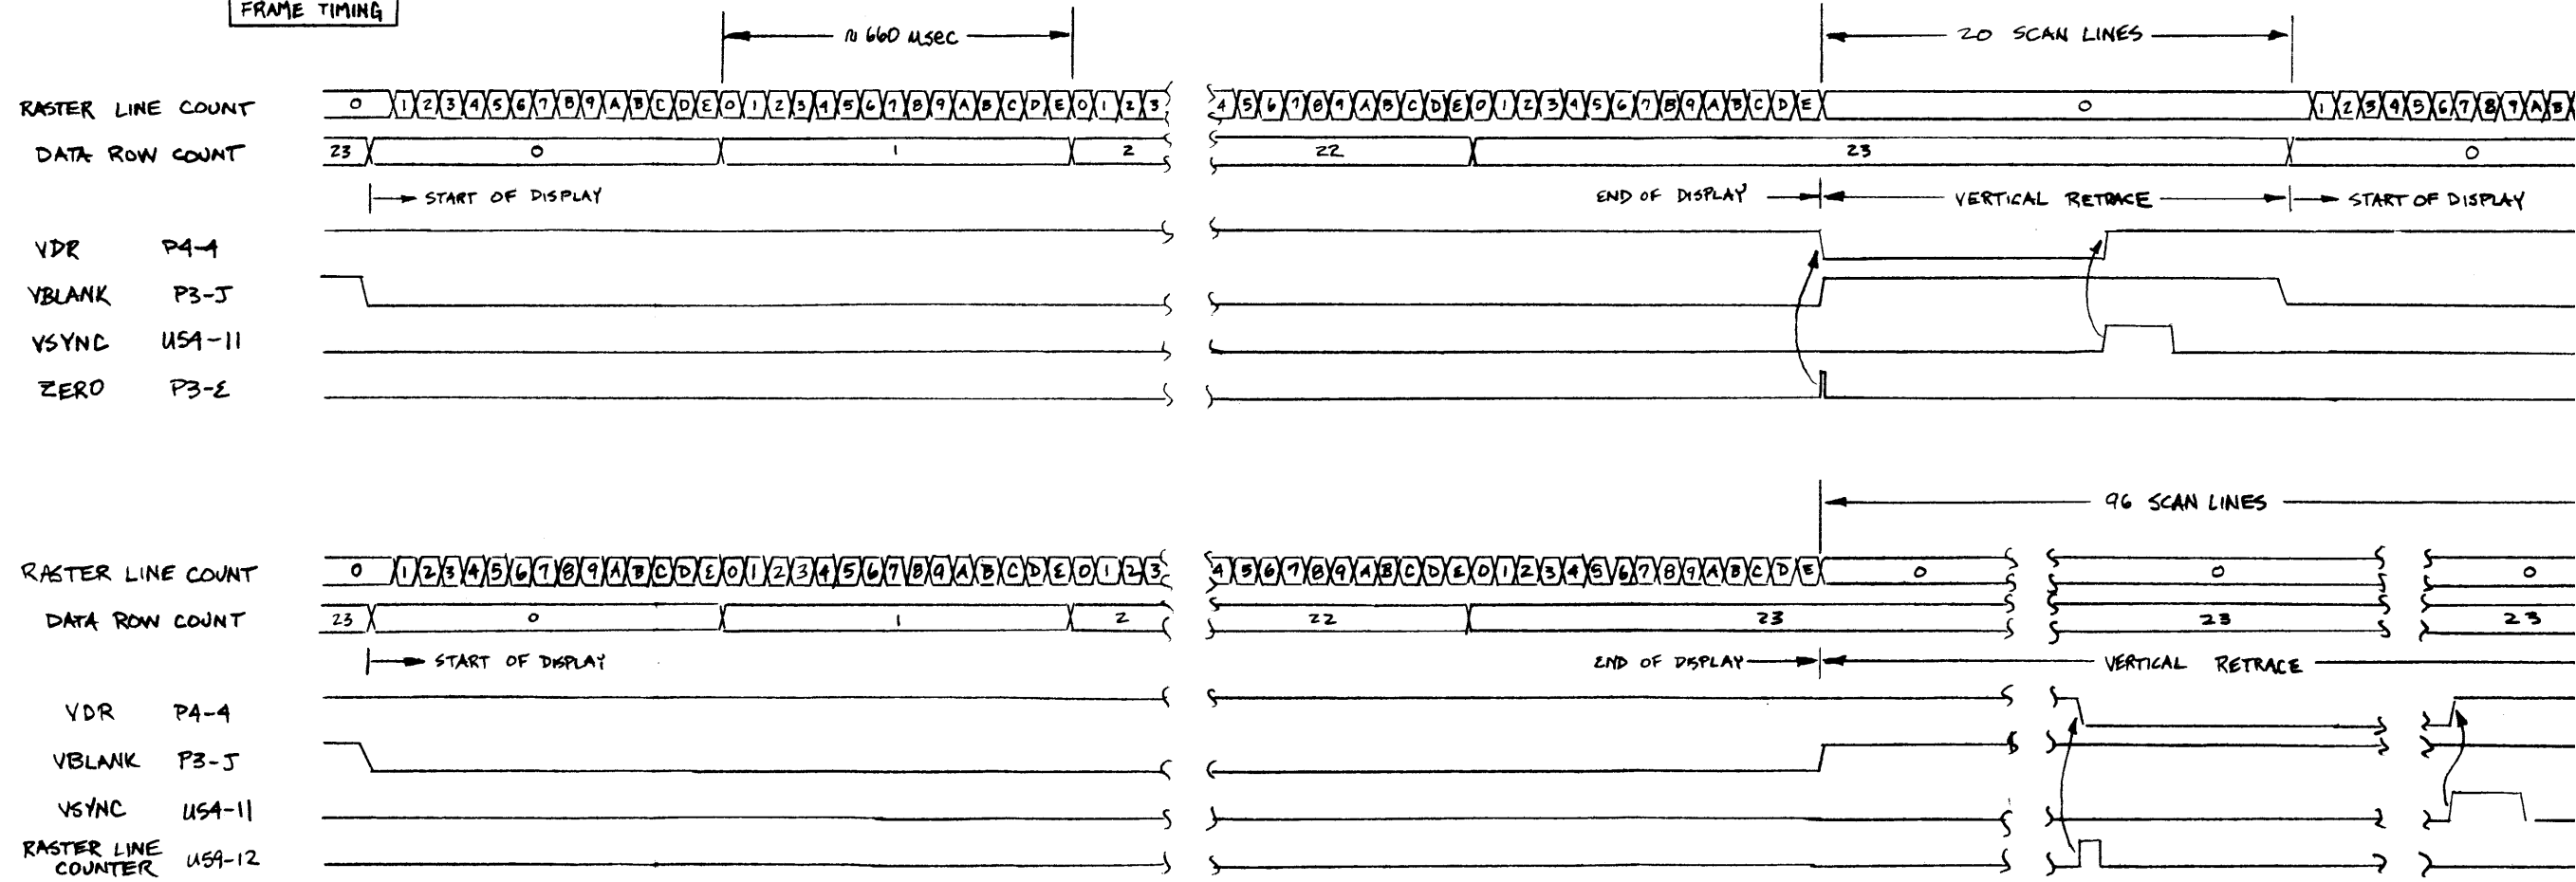 FRAME TIMING
≈ 660 µsec
20 SCAN LINES
RASTER LINE COUNT 0 1 2 3 4 5 6 7 8 9 A B C D E 0 1 2 3 4 5 6 7 8 9 A B C D E 0 1 2 3 4 5 6 7 8 9 A B C D E 0 1 2 3 4 5 6 7 8 9 A B C D E 0 1 2 3 4 5 6 7 8 9 A B
DATA ROW COUNT 23 0 1 2 22 23 0
START OF DISPLAY END OF DISPLAY VERTICAL RETRACE START OF DISPLAY
VDR P4-4
VBLANK P3-J
VSYNC U54-11
ZERO P3-E
96 SCAN LINES
RASTER LINE COUNT 0 1 2 3 4 5 6 7 8 9 A B C D E 0 1 2 3 4 5 6 7 8 9 A B C D E 0 1 2 3 4 5 6 7 8 9 A B C D E 0 1 2 3 4 5 6 7 8 9 A B C D E 0 0 0
DATA ROW COUNT 23 0 1 2 22 23 23 23
START OF DISPLAY END OF DISPLAY VERTICAL RETRACE
VDR P4-4
VBLANK P3-J
VSYNC U54-11
RASTER LINE
COUNTER U59-12